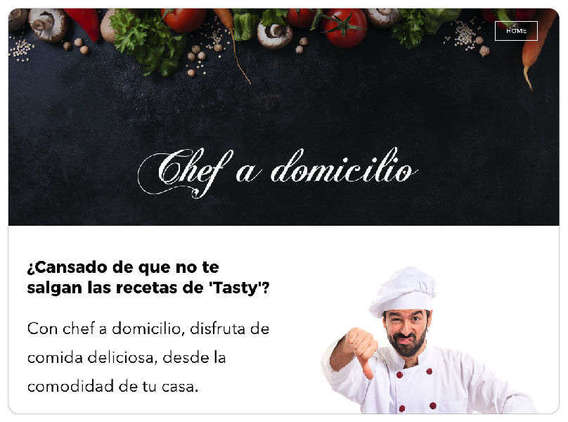 HOME
Chef a domicilio
¿Cansado de que no te
salgan las recetas de 'Tasty'?
Con chef a domicilio, disfruta de
comida deliciosa, desde la
comodidad de tu casa.